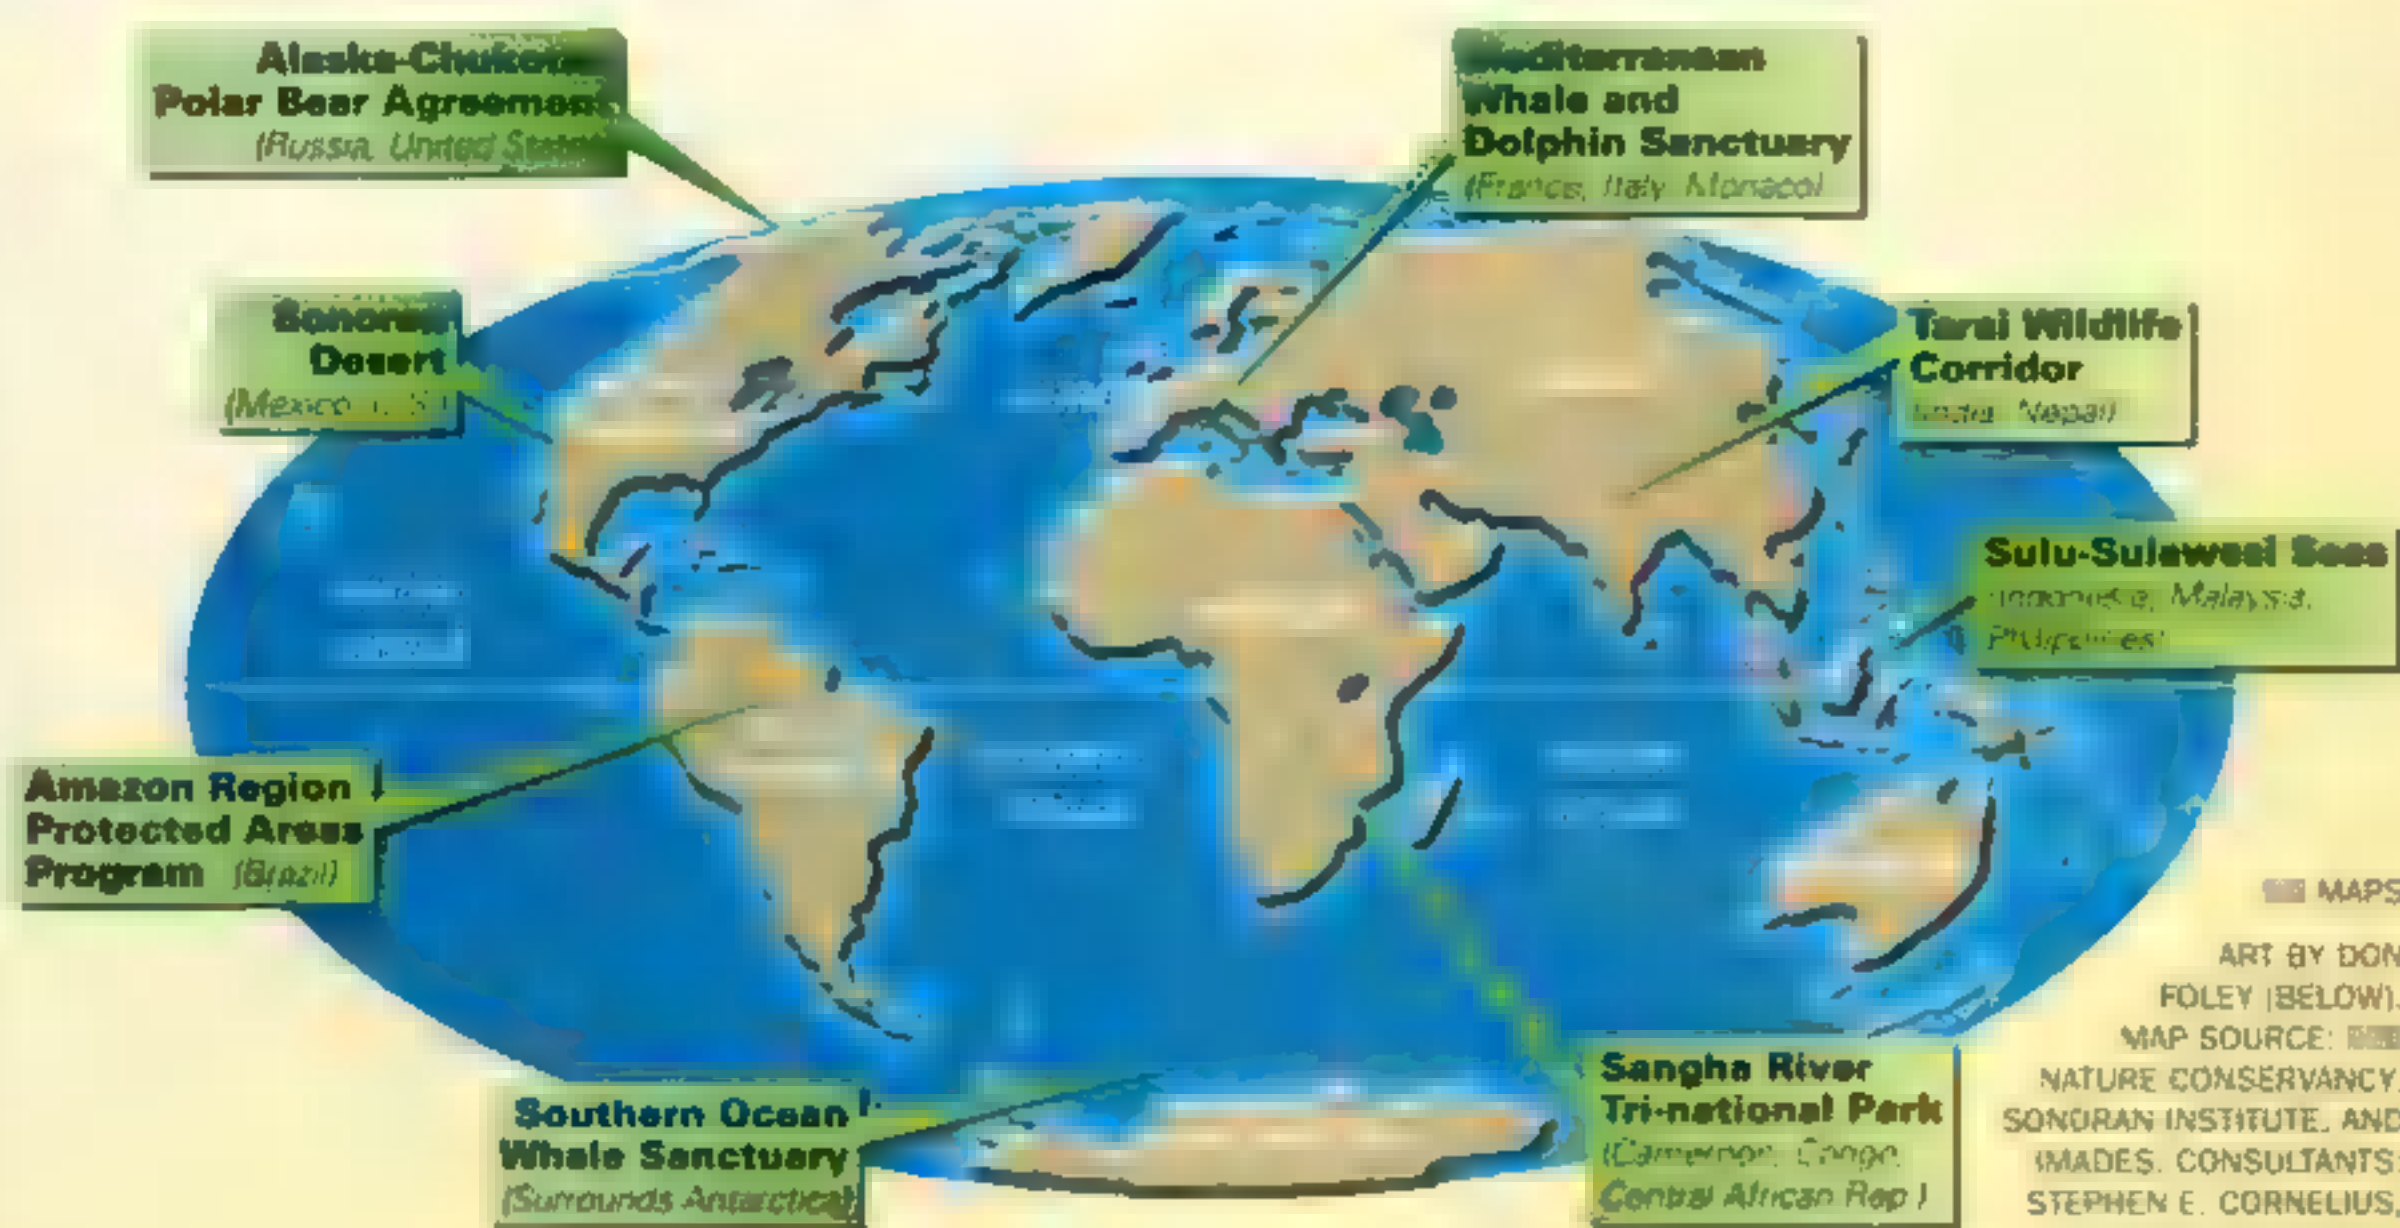 Polar Bear Agreement
(Russia, United States)
Mediterranean
Whale and
Dolphin Sanctuary
(France, Italy, Monaco)
Sonoran
Desert
(Mexico, U.S.)
Tarai Wildlife
Corridor
Nepal)
Sulu-Sulawesi Seas
Malaysia,
Philippines)
Amazon Region
Protected Areas
Program (Brazil)
Southern Ocean
Whale Sanctuary
(Surrounds Antarctica)
Sangha River
Tri-national Park
(Cameroon, Congo,
Central African Rep.)
MAPS
ART BY DON
FOLEY (BELOW).
MAP SOURCE:
NATURE CONSERVANCY,
SONORAN INSTITUTE, AND
IMADES. CONSULTANTS:
STEPHEN E. CORNELIUS,